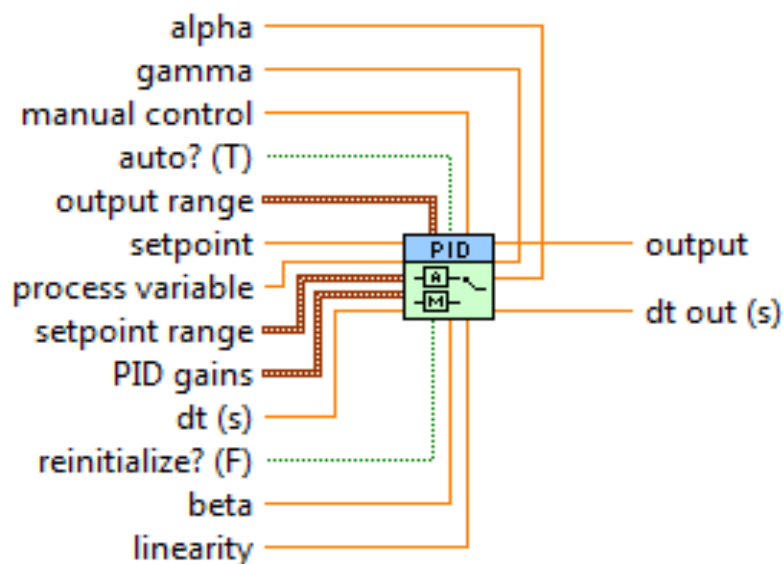 alpha
gamma
manual control
auto? (T)
output range
setpoint
process variable
setpoint range
PID gains
dt (s)
reinitialize? (F)
beta
linearity
PID
A
M
output
dt out (s)